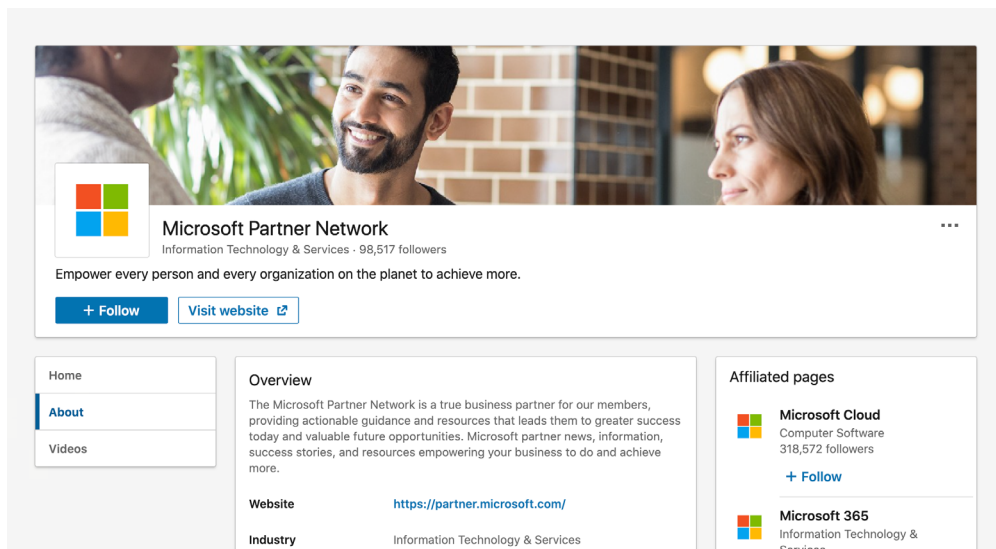 Microsoft Partner Network
Information Technology & Services · 98,517 followers
Empower every person and every organization on the planet to achieve more.
+ Follow
Visit website
Home
About
Videos
Overview
The Microsoft Partner Network is a true business partner for our members,
providing actionable guidance and resources that leads them to greater success
today and valuable future opportunities. Microsoft partner news, information,
success stories, and resources empowering your business to do and achieve
more.
Website
https://partner.microsoft.com/
Industry
Information Technology & Services
Affiliated pages
Microsoft Cloud
Computer Software
318,572 followers
+ Follow
Microsoft 365
Information Technology &
Services